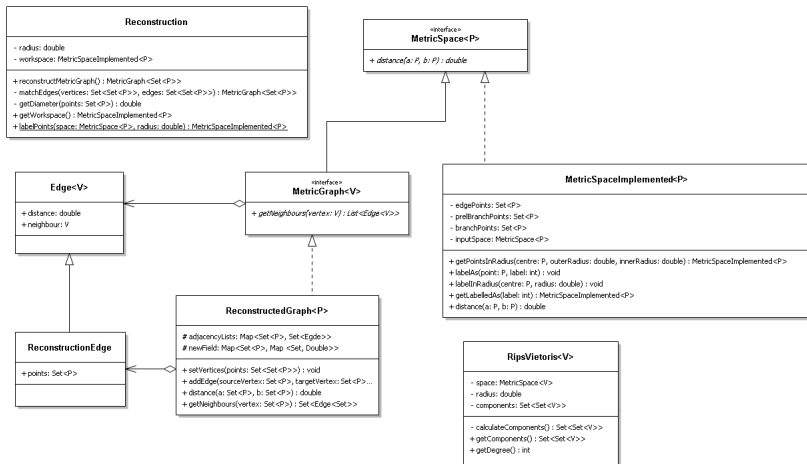 Reconstruction
- radius: double
- workspace: MetricSpaceImplemented<P>
+ reconstructMetricGraph() : MetricGraph<Set<P>>
- matchEdges(vertices: Set<Set<P>>, edges: Set<Set<P>>) : MetricGraph<Set<P>>
- getDiameter(points: Set<P>) : double
+ getWorkspace() : MetricSpaceImplemented<P>
+ labelPoints(space: MetricSpace<P>, radius: double) : MetricSpaceImplemented<P>
«interface»
MetricSpace<P>
+ distance(a: P, b: P) : double
Edge<V>
+ distance: double
+ neighbour: V
«interface»
MetricGraph<V>
+ getNeighbours(vertex: V) : List<Edge<V>>
MetricSpaceImplemented<P>
- edgePoints: Set<P>
- prelBranchPoints: Set<P>
- branchPoints: Set<P>
- inputSpace: MetricSpace<P>
+ getPointsInRadius(centre: P, outerRadius: double, innerRadius: double) : MetricSpaceImplemented<P>
+ labelAs(point: P, label: int) : void
+ labelInRadius(centre: P, radius: double) : void
+ getLabelledAs(label: int) : MetricSpaceImplemented<P>
+ distance(a: P, b: P) : double
ReconstructionEdge
+ points: Set<P>
ReconstructedGraph<P>
# adjacencyLists: Map<Set<P>, Set<Egde>>
# newField: Map<Set<P>, Map <Set, Double>>
+ setVertices(points: Set<Set<P>>) : void
+ addEdge(sourceVertex: Set<P>, targetVertex: Set<P>...
+ distance(a: Set<P>, b: Set<P>) : double
+ getNeighbours(vertex: Set<P>) : Set<Edge<Set>>
RipsVietoris<V>
- space: MetricSpace<V>
- radius: double
- components: Set<Set<V>>
- calculateComponents() : Set<Set<V>>
+ getComponents() : Set<Set<V>>
+ getDegree() : int